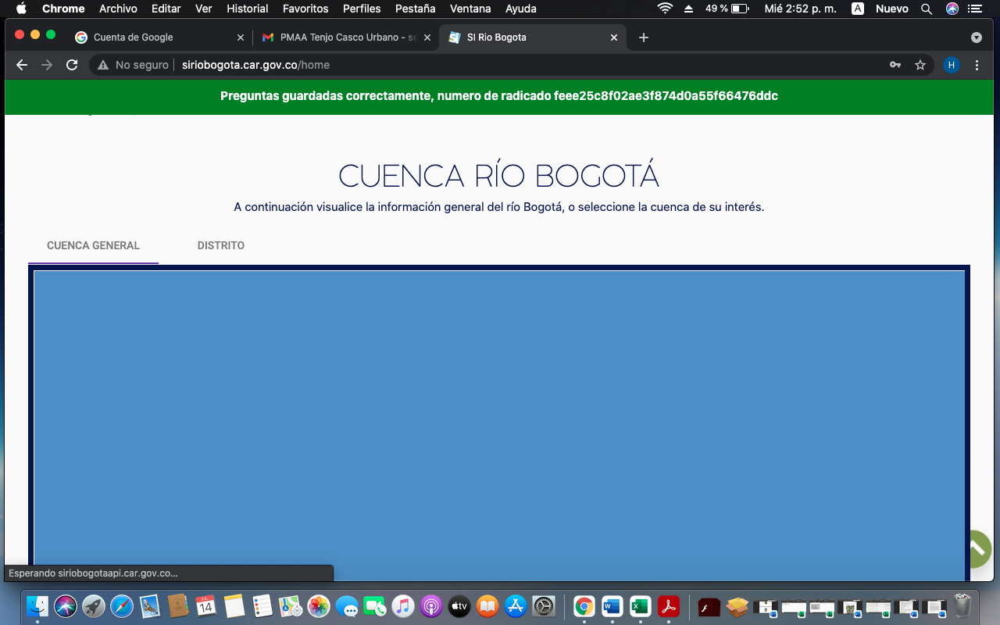 Chrome Archivo Editar Ver Historial Favoritos Perfiles Pestaña Ventana Ayuda 49 % Mié 2:52 p. m. A Nuevo
Cuenta de Google PMAA Tenjo Casco Urbano - se SI Rio Bogota
No seguro siriobogota.car.gov.co/home H
Preguntas guardadas correctamente, numero de radicado feee25c8f02ae3f874d0a55f66476ddc
CUENCA RÍO BOGOTÁ
A continuación visualice la información general del río Bogotá, o seleccione la cuenca de su interés.
CUENCA GENERAL DISTRITO
Esperando siriobogotaapi.car.gov.co...
JUL
14
tv